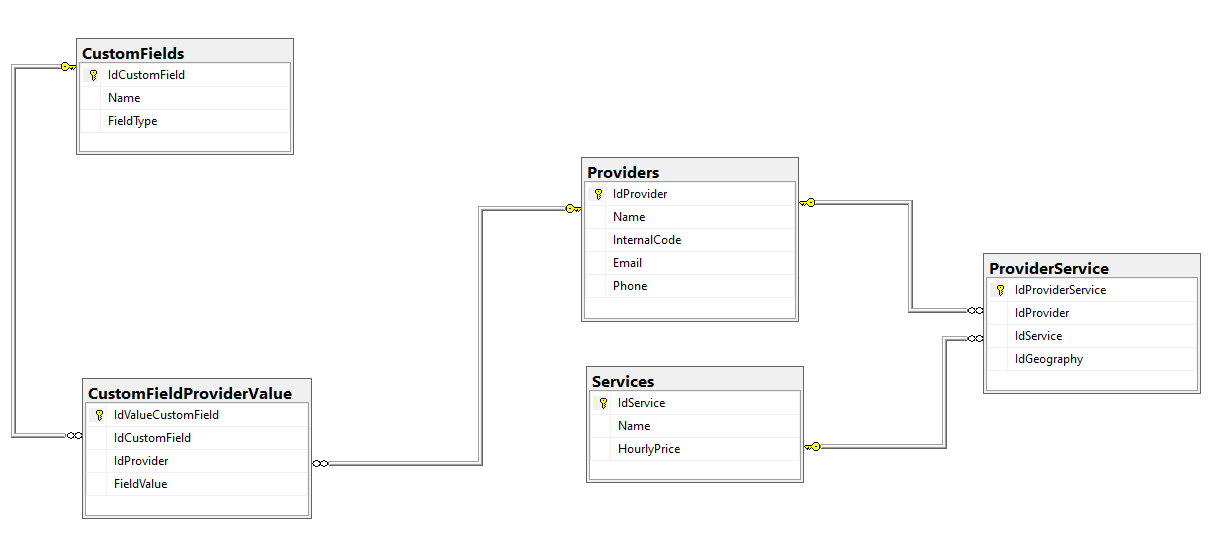 CustomFields
IdCustomField
Name
FieldType
Providers
IdProvider
Name
InternalCode
Email
Phone
ProviderService
IdProviderService
IdProvider
IdService
IdGeography
Services
IdService
Name
HourlyPrice
CustomFieldProviderValue
IdValueCustomField
IdCustomField
IdProvider
FieldValue